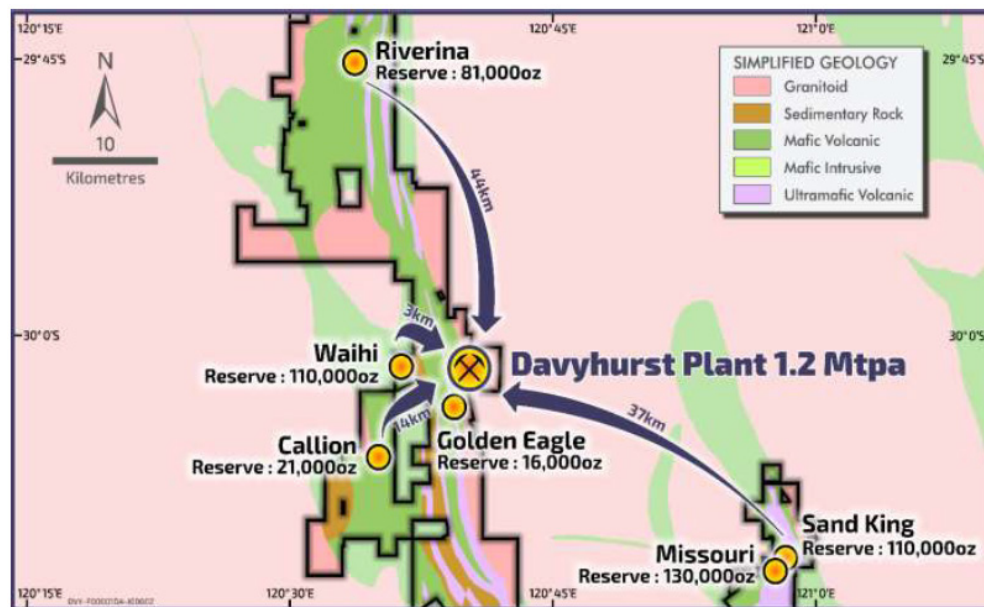 120°15'E
120°45'E
121°0'E
29°45'S
29°45'S
N
10
Kilometres
Riverina
Reserve : 81,000oz
SIMPLIFIED GEOLOGY
Granitoid
Sedimentary Rock
Mafic Volcanic
Mafic Intrusive
Ultramafic Volcanic
44km
30°0'S
30°0'S
3km
Waihi
Reserve : 110,000oz
Davyhurst Plant 1.2 Mtpa
14km
37km
Callion
Reserve : 21,000oz
Golden Eagle
Reserve : 16,000oz
Sand King
Reserve : 110,000oz
Missouri
Reserve : 130,000oz
120°15'E
120°30'E
120°45'E
121°0'E